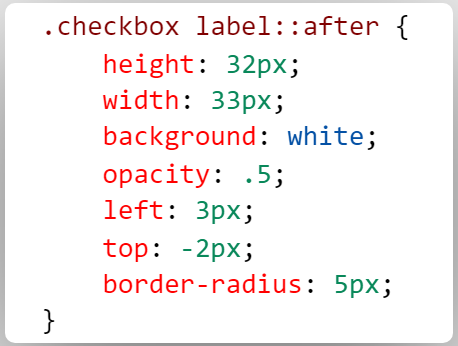 .checkbox label::after {
    height: 32px;
    width: 33px;
    background: white;
    opacity: .5;
    left: 3px;
    top: -2px;
    border-radius: 5px;
}